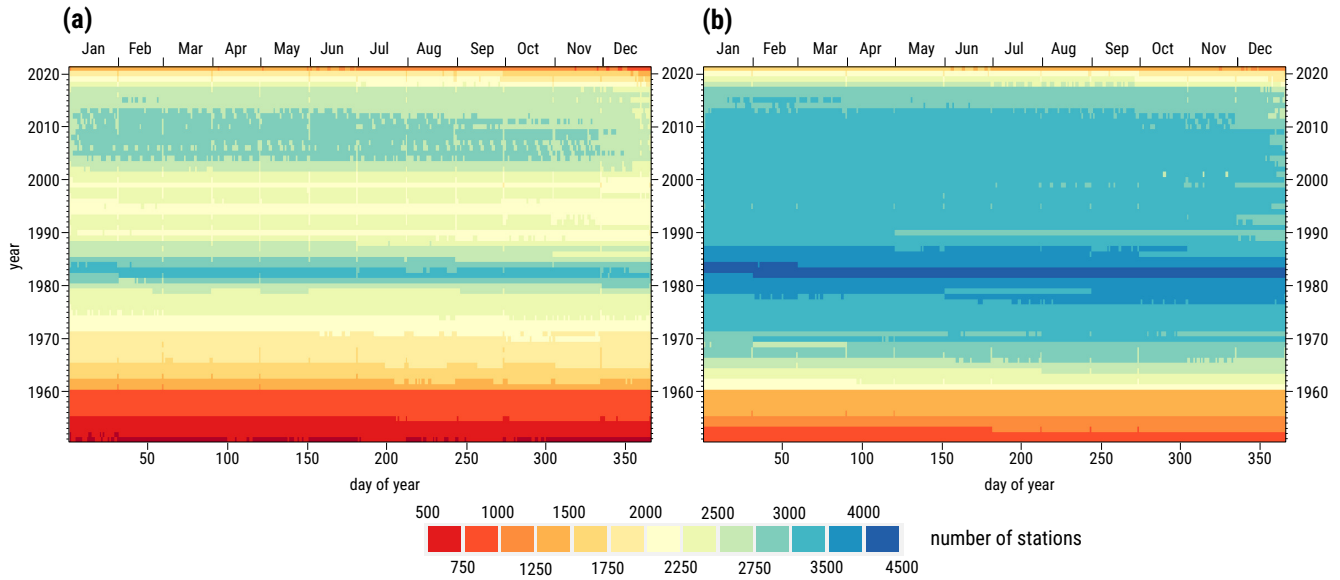 (a)
(b)
Jan Feb Mar Apr May Jun Jul Aug Sep Oct Nov Dec
Jan Feb Mar Apr May Jun Jul Aug Sep Oct Nov Dec
year
2020
2010
2000
1990
1980
1970
1960
2020
2010
2000
1990
1980
1970
1960
50 100 150 200 250 300 350
50 100 150 200 250 300 350
day of year
day of year
500 1000 1500 2000 2500 3000 4000
number of stations
750 1250 1750 2250 2750 3500 4500